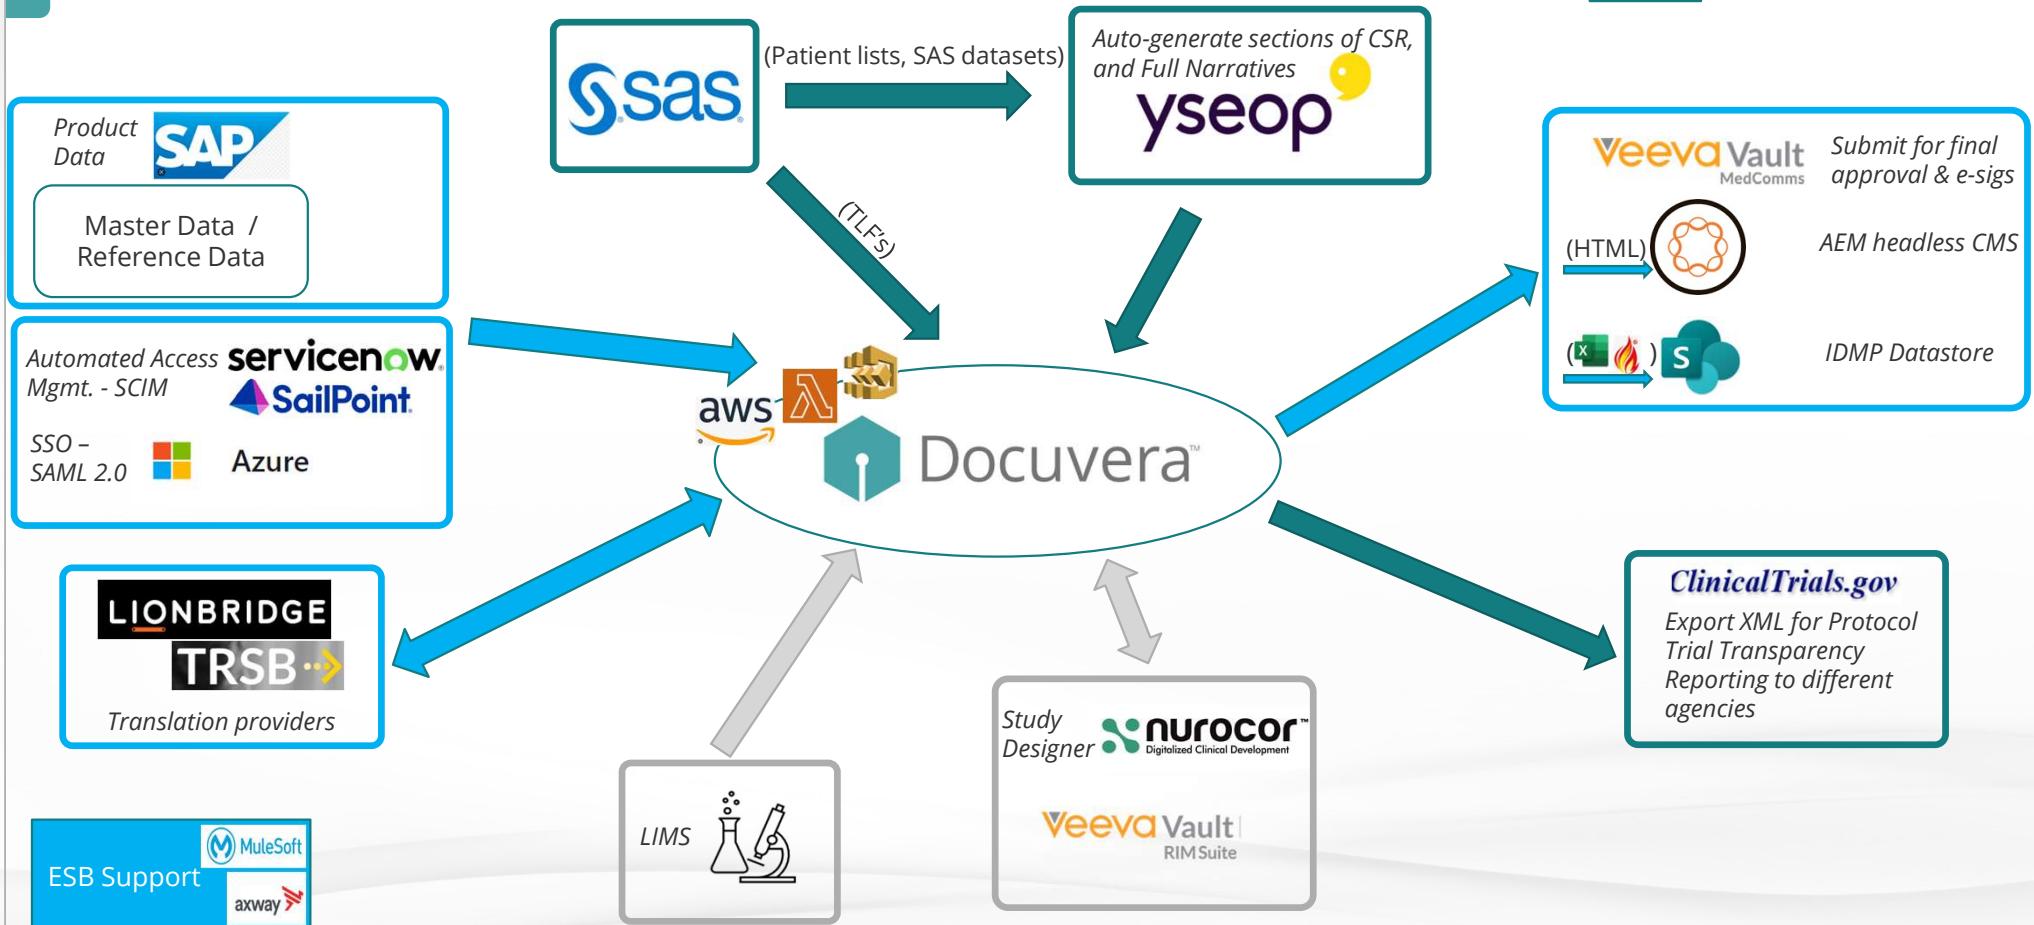 sas
(Patient lists, SAS datasets)
Auto-generate sections of CSR,
and Full Narratives
yseop
Product
Data
SAP
Master Data /
Reference Data
(TLF's)
Veeva Vault
MedComms
Submit for final
approval & e-sigs
(HTML)
AEM headless CMS
(X )
S
IDMP Datastore
Automated Access
Mgmt. - SCIM
servicenow.
SailPoint.
SSO –
SAML 2.0
Azure
aws
Docuvera™
LIONBRIDGE
TRSB
Translation providers
ClinicalTrials.gov
Export XML for Protocol
Trial Transparency
Reporting to different
agencies
Study
Designer
nurocor™
Digitalized Clinical Development
Veeva Vault
RIM Suite
LIMS
ESB Support
MuleSoft
axway